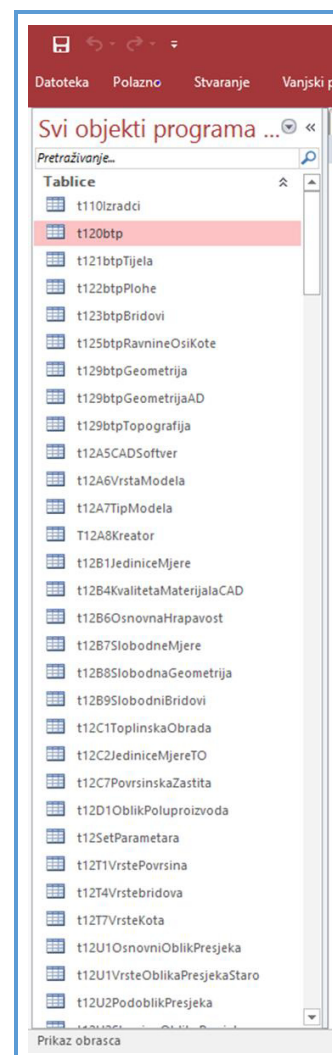 Datoteka Polazno Stvaranje Vanjski p
Svi objekti programa ...
Pretraživanje...
Tablice
t110Izradci
t120btp
t121btpTijela
t122btpPlohe
t123btpBridovi
t125btpRavnineOsiKote
t129btpGeometrija
t129btpGeometrijaAD
t129btpTopografija
t12A5CADSoftver
t12A6VrstaModela
t12A7TipModela
T12A8Kreator
t12B1JediniceMjere
t12B4KvalitetaMaterijalaCAD
t12B6OsnovnaHrapavost
t12B7SlobodneMjere
t12B8SlobodnaGeometrija
t12B9SlobodniBridovi
t12C1ToplinskaObrada
t12C2JediniceMjereTO
t12C7PovrsinskaZastita
t12D1OblikPoluproizvoda
t12SetParametara
t12T1VrstePovrsina
t12T4Vrstebridova
t12T7VrsteKota
t12U1OsnovniOblikPresjeka
t12U1VrsteOblikaPresjekaStaro
t12U2PodoblikPresjeka
Prikaz obrasca